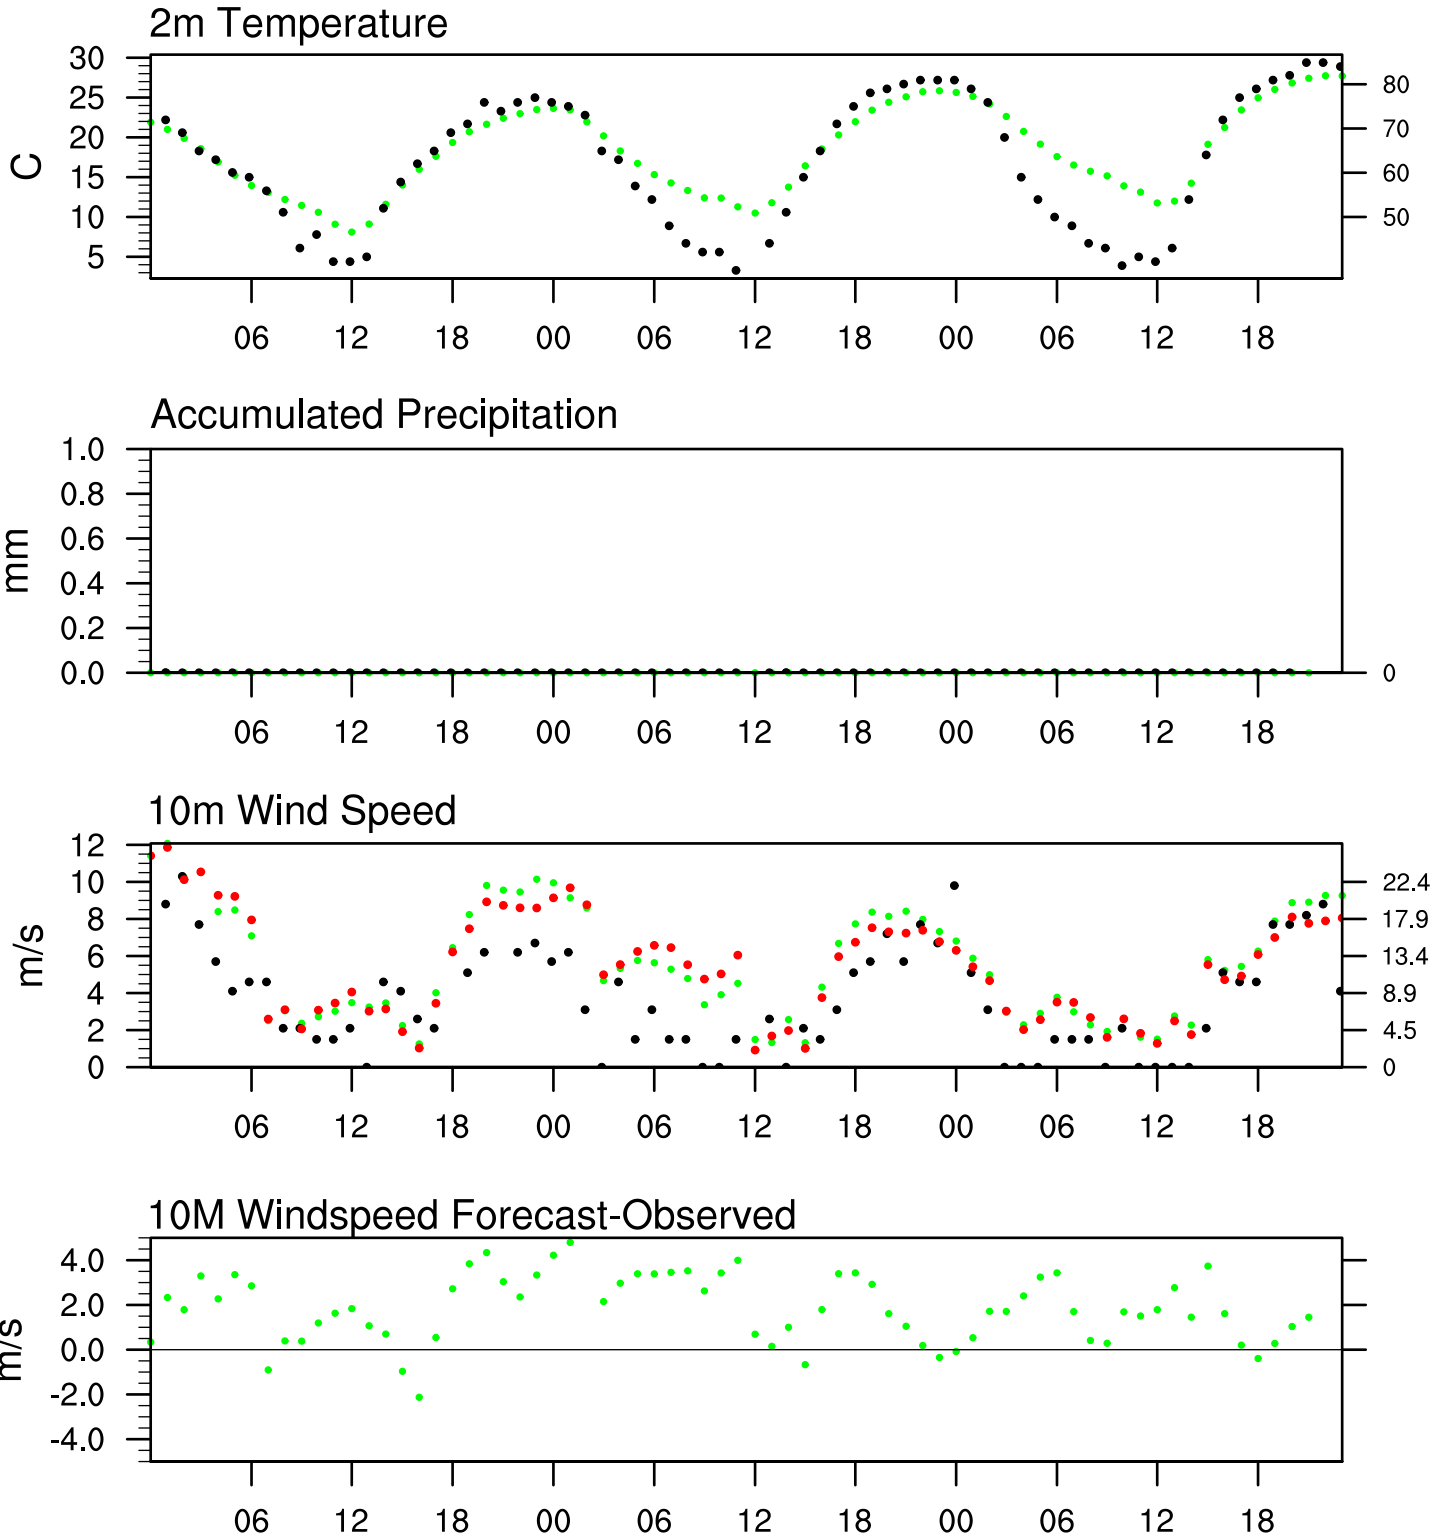 2m Temperature
30
25
20
15
10
5
C
80
70
60
50
06 12 18 00 06 12 18 00 06 12 18
Accumulated Precipitation
1.0
0.8
0.6
0.4
0.2
0.0
mm
0
06 12 18 00 06 12 18 00 06 12 18
10m Wind Speed
12
10
8
6
4
2
0
m/s
22.4
17.9
13.4
8.9
4.5
0
06 12 18 00 06 12 18 00 06 12 18
10M Windspeed Forecast-Observed
4.0
2.0
0.0
-2.0
-4.0
m/s
06 12 18 00 06 12 18 00 06 12 18